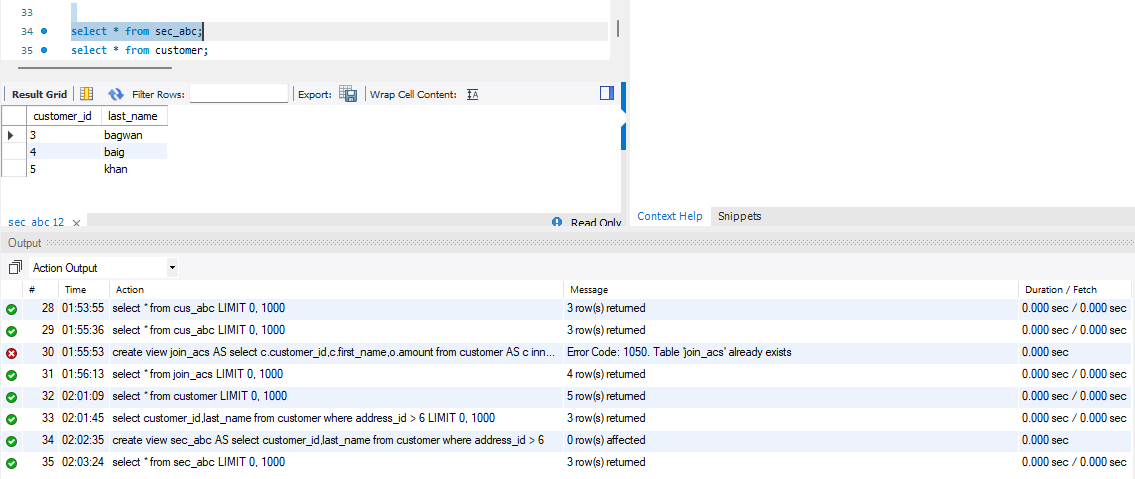 33
34 select * from sec_abc;
35 select * from customer;
Result Grid Filter Rows: Export: Wrap Cell Content: IA
customer_id last_name
3 bagwan
4 baig
5 khan
sec_abc 12 Read Only
Context Help Snippets
Output
Action Output
# Time Action Message Duration / Fetch
28 01:53:55 select * from cus_abc LIMIT 0, 1000 3 row(s) returned 0.000 sec / 0.000 sec
29 01:55:36 select * from cus_abc LIMIT 0, 1000 3 row(s) returned 0.000 sec / 0.000 sec
30 01:55:53 create view join_acs AS select c.customer_id,c.first_name,o.amount from customer AS c inn... Error Code: 1050. Table 'join_acs' already exists 0.000 sec
31 01:56:13 select * from join_acs LIMIT 0, 1000 4 row(s) returned 0.000 sec / 0.000 sec
32 02:01:09 select * from customer LIMIT 0, 1000 5 row(s) returned 0.000 sec / 0.000 sec
33 02:01:45 select customer_id,last_name from customer where address_id > 6 LIMIT 0, 1000 3 row(s) returned 0.000 sec / 0.000 sec
34 02:02:35 create view sec_abc AS select customer_id,last_name from customer where address_id > 6 0 row(s) affected 0.000 sec
35 02:03:24 select * from sec_abc LIMIT 0, 1000 3 row(s) returned 0.000 sec / 0.000 sec